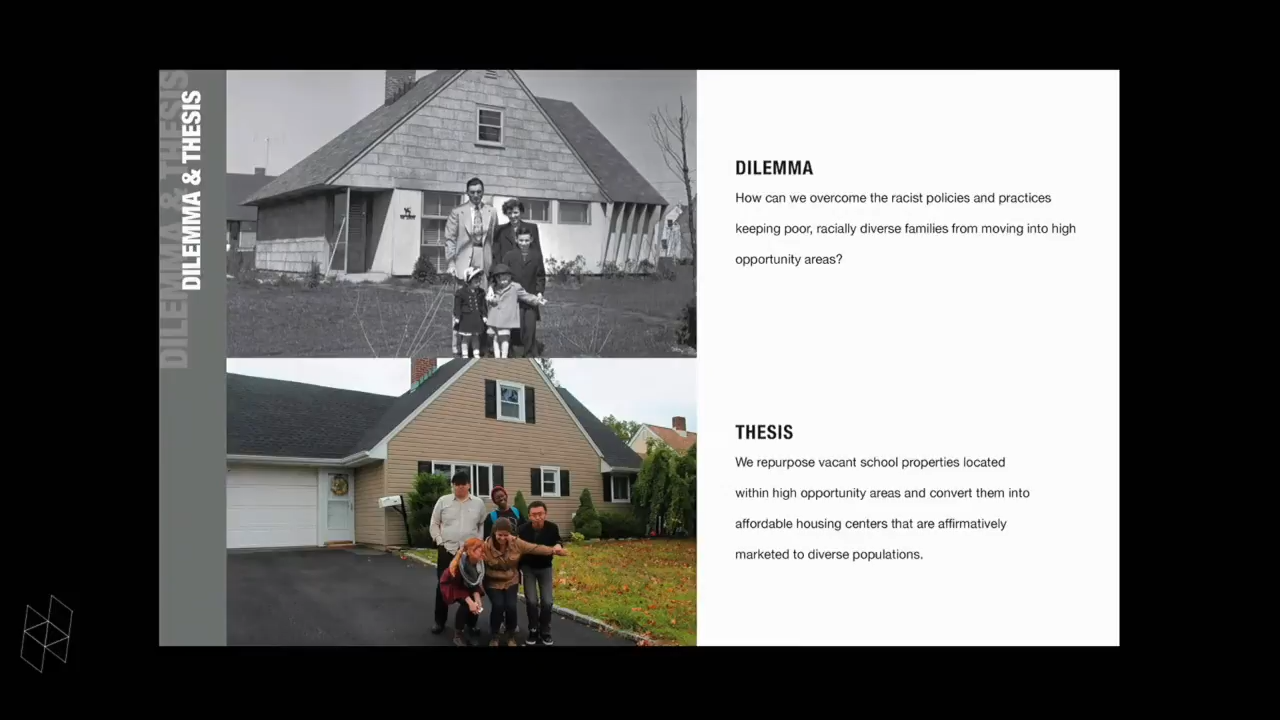 DILEMMA & THESIS
DILEMMA & THESIS
DILEMMA
How can we overcome the racist policies and practices
keeping poor, racially diverse families from moving into high
opportunity areas?
THESIS
We repurpose vacant school properties located
within high opportunity areas and convert them into
affordable housing centers that are affirmatively
marketed to diverse populations.